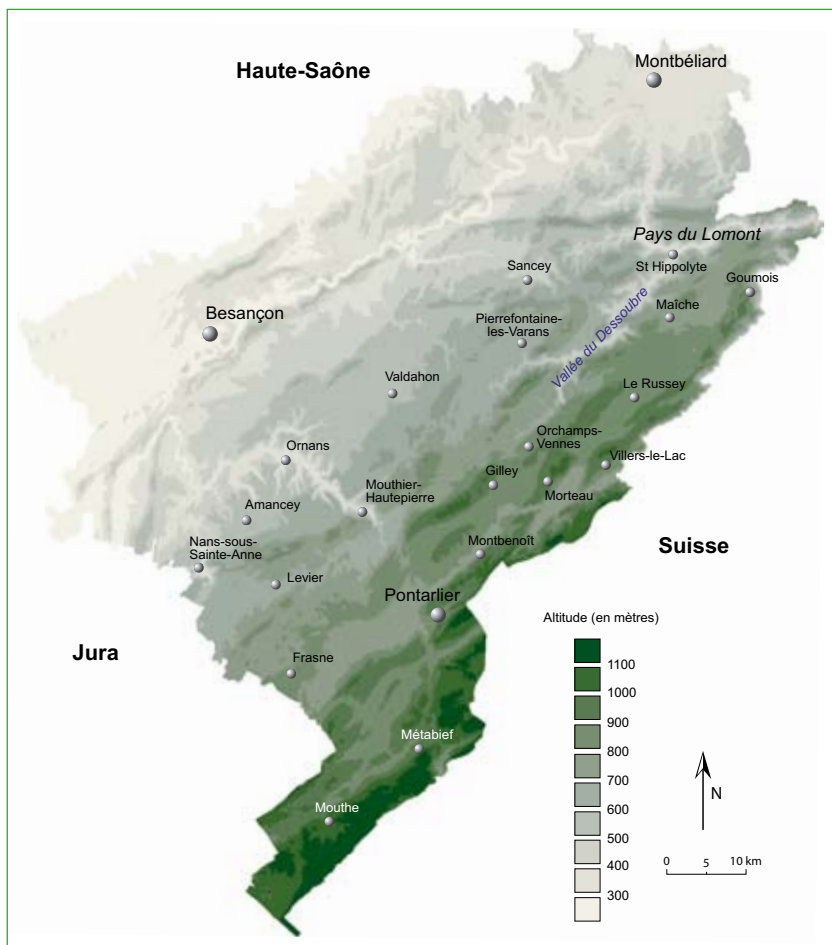 Haute-Saône
Montbéliard
Pays du Lomont
St Hippolyte
Goumois
Sancey
Maîche
Besançon
Pierrefontaine-
les-Varans
Vallée du Dessoubre
Valdahon
Le Russey
Orchamps-
Vennes
Ornans
Villers-le-Lac
Gilley
Mouthier-
Hautepierre
Morteau
Amancey
Nans-sous-
Sainte-Anne
Montbenoît
Suisse
Levier
Pontarlier
Altitude (en mètres)
Jura
Frasne
1100
1000
900
800
700
600
500
400
300
Métabief
Mouthe
N
0 5 10 km